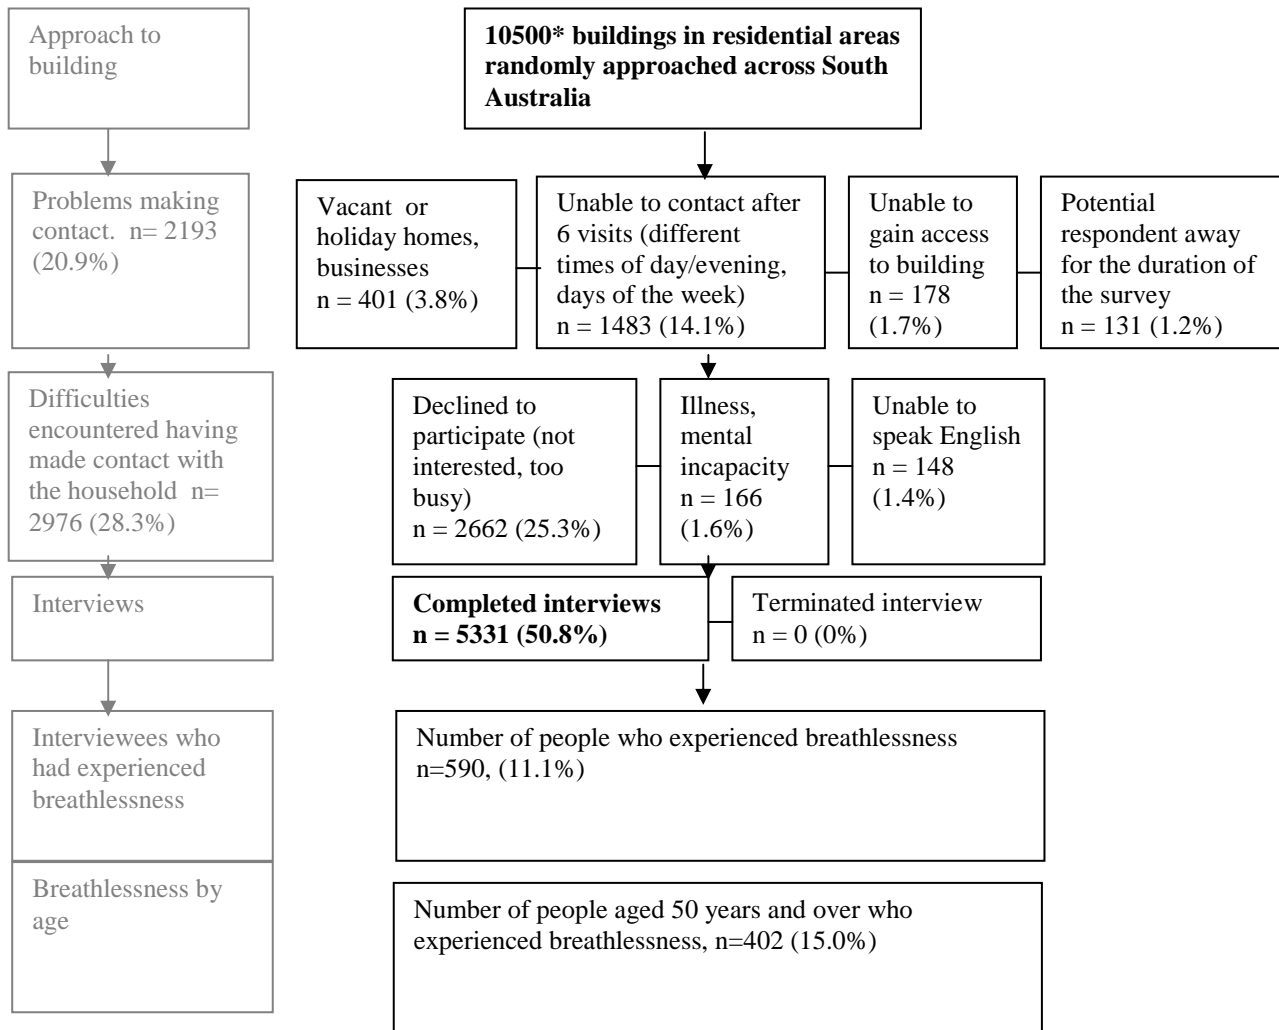 Approach to
building
10500* buildings in residential areas
randomly approached across South
Australia
Problems making
contact.  n= 2193
(20.9%)
Vacant  or
holiday homes,
businesses
n = 401 (3.8%)
Unable to contact after
6 visits (different
times of day/evening,
days of the week)
n = 1483 (14.1%)
Unable to
gain access
to building
n = 178
(1.7%)
Potential
respondent away
for the duration of
the survey
n = 131 (1.2%)
Difficulties
encountered having
made contact with
the household  n=
2976 (28.3%)
Declined to
participate (not
interested, too
busy)
n = 2662 (25.3%)
Illness,
mental
incapacity
n = 166
(1.6%)
Unable to
speak English
n = 148
(1.4%)
Interviews
Completed interviews
n = 5331 (50.8%)
Terminated interview
n = 0 (0%)
Interviewees who
had experienced
breathlessness
Number of people who experienced breathlessness
n=590, (11.1%)
Breathlessness by
age
Number of people aged 50 years and over who
experienced breathlessness, n=402 (15.0%)